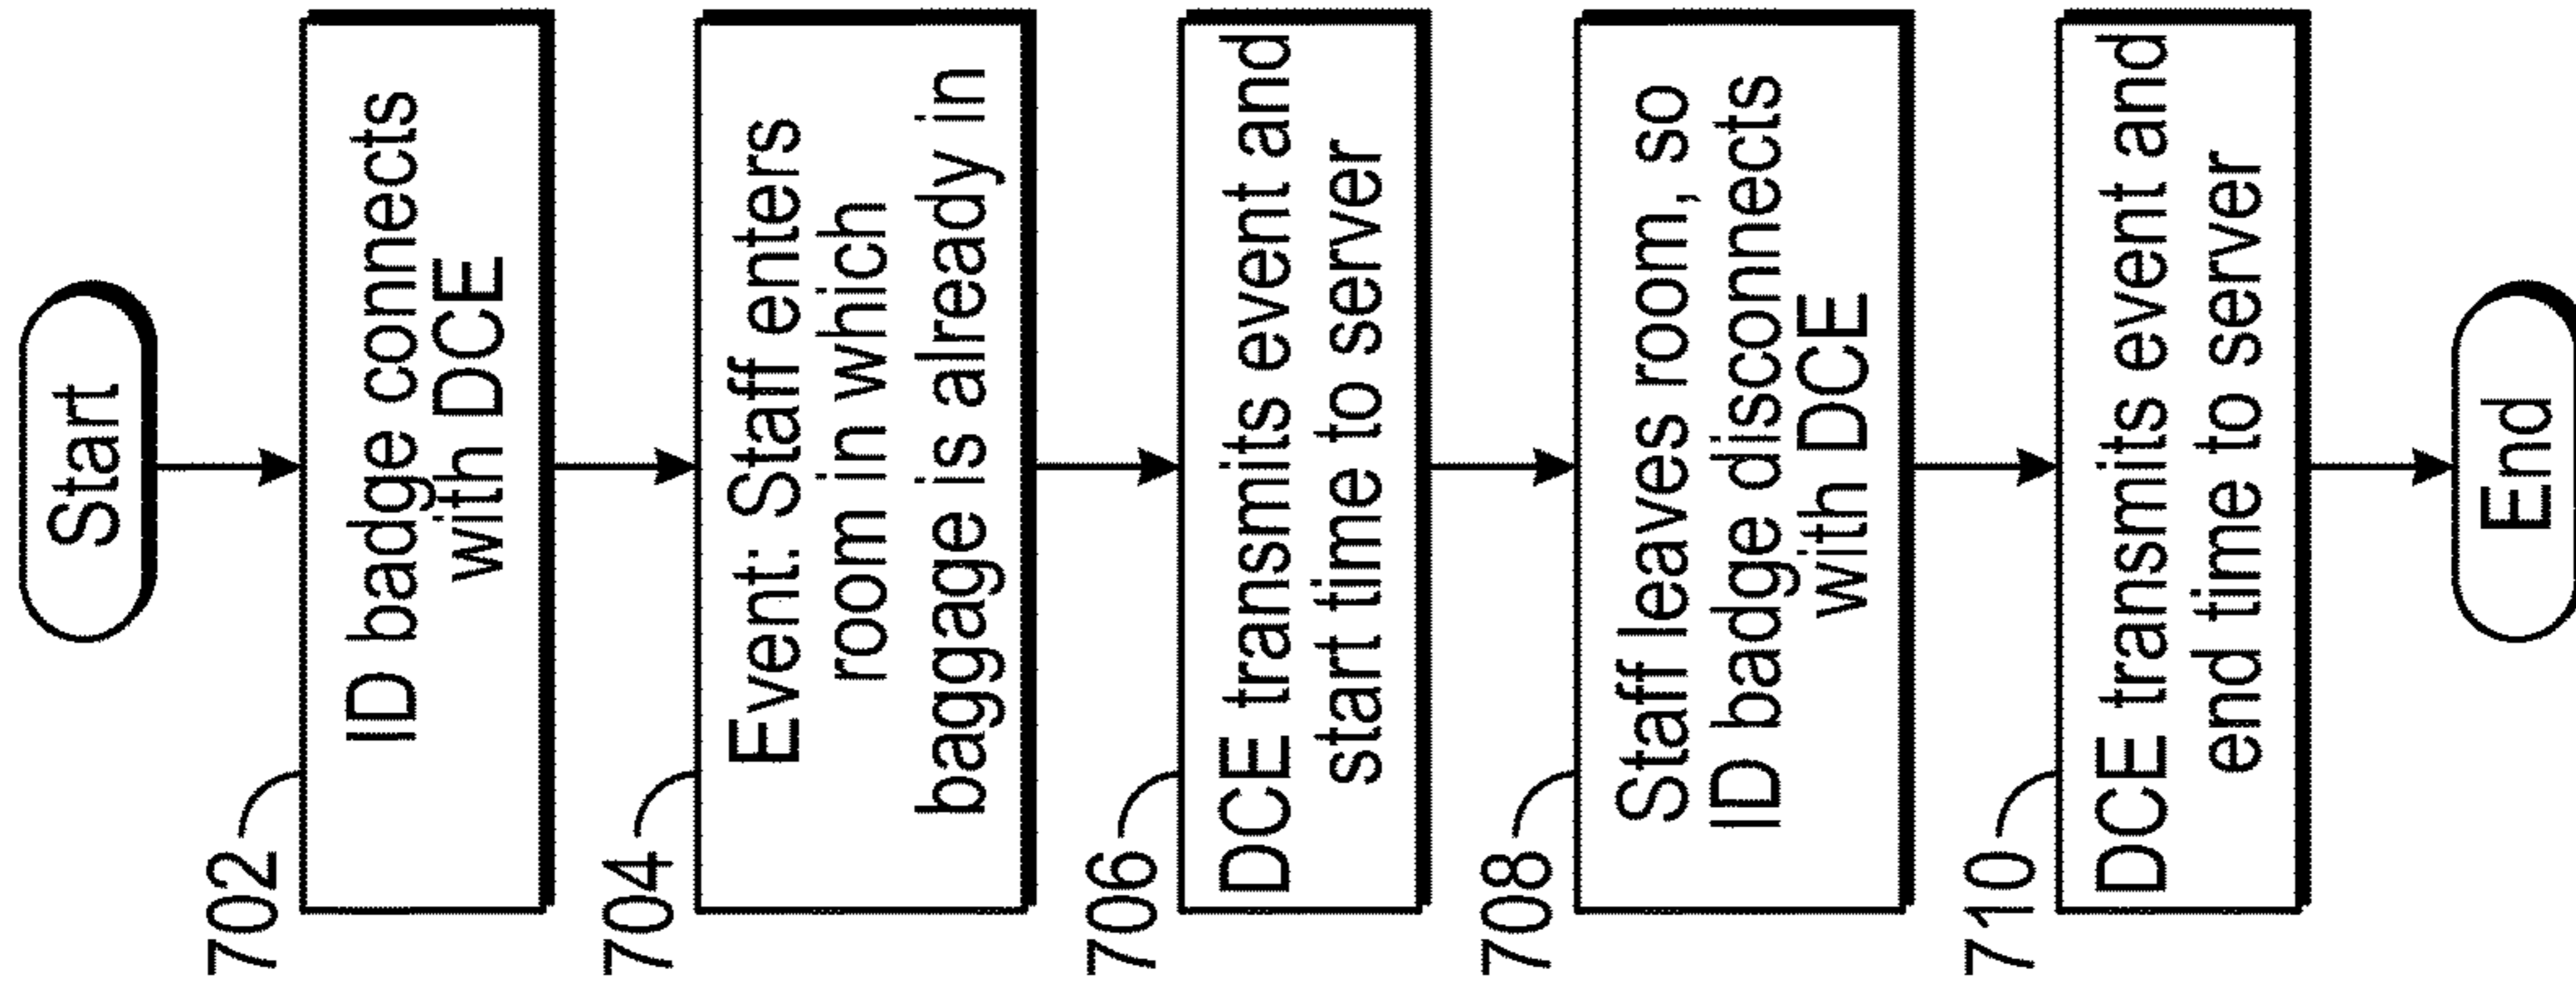 Start
702
ID badge connects
with DCE
704
Event: Staff enters
room in which
baggage is already in
706
DCE transmits event and
start time to server
708
Staff leaves room, so
ID badge disconnects
with DCE
710
DCE transmits event and
end time to server
End